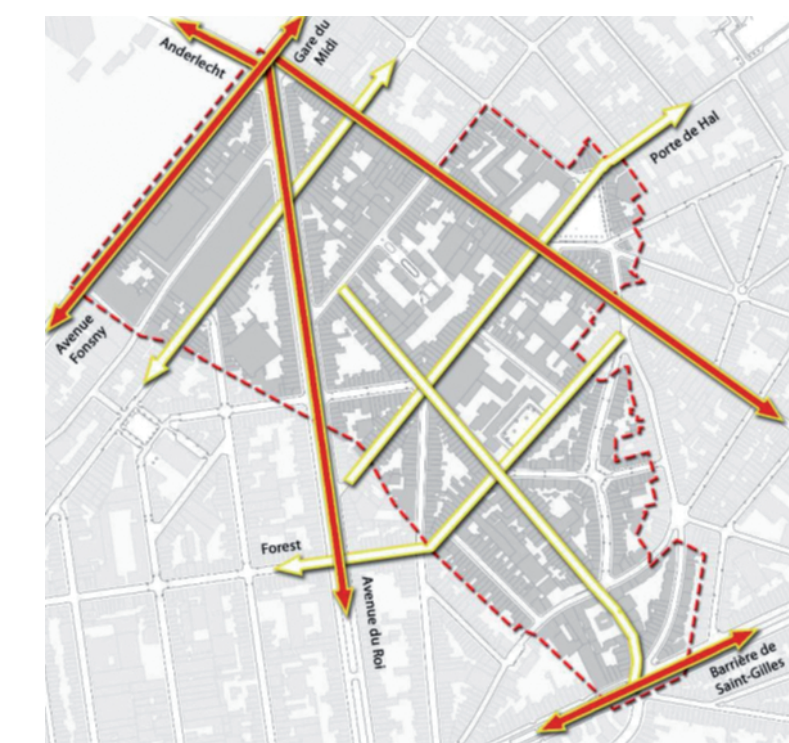 Anderlecht
Gare du
Midi
Porte de Hal
Avenue
Fonsny
Forest
Avenue du Roi
Barrière de
Saint-Gilles